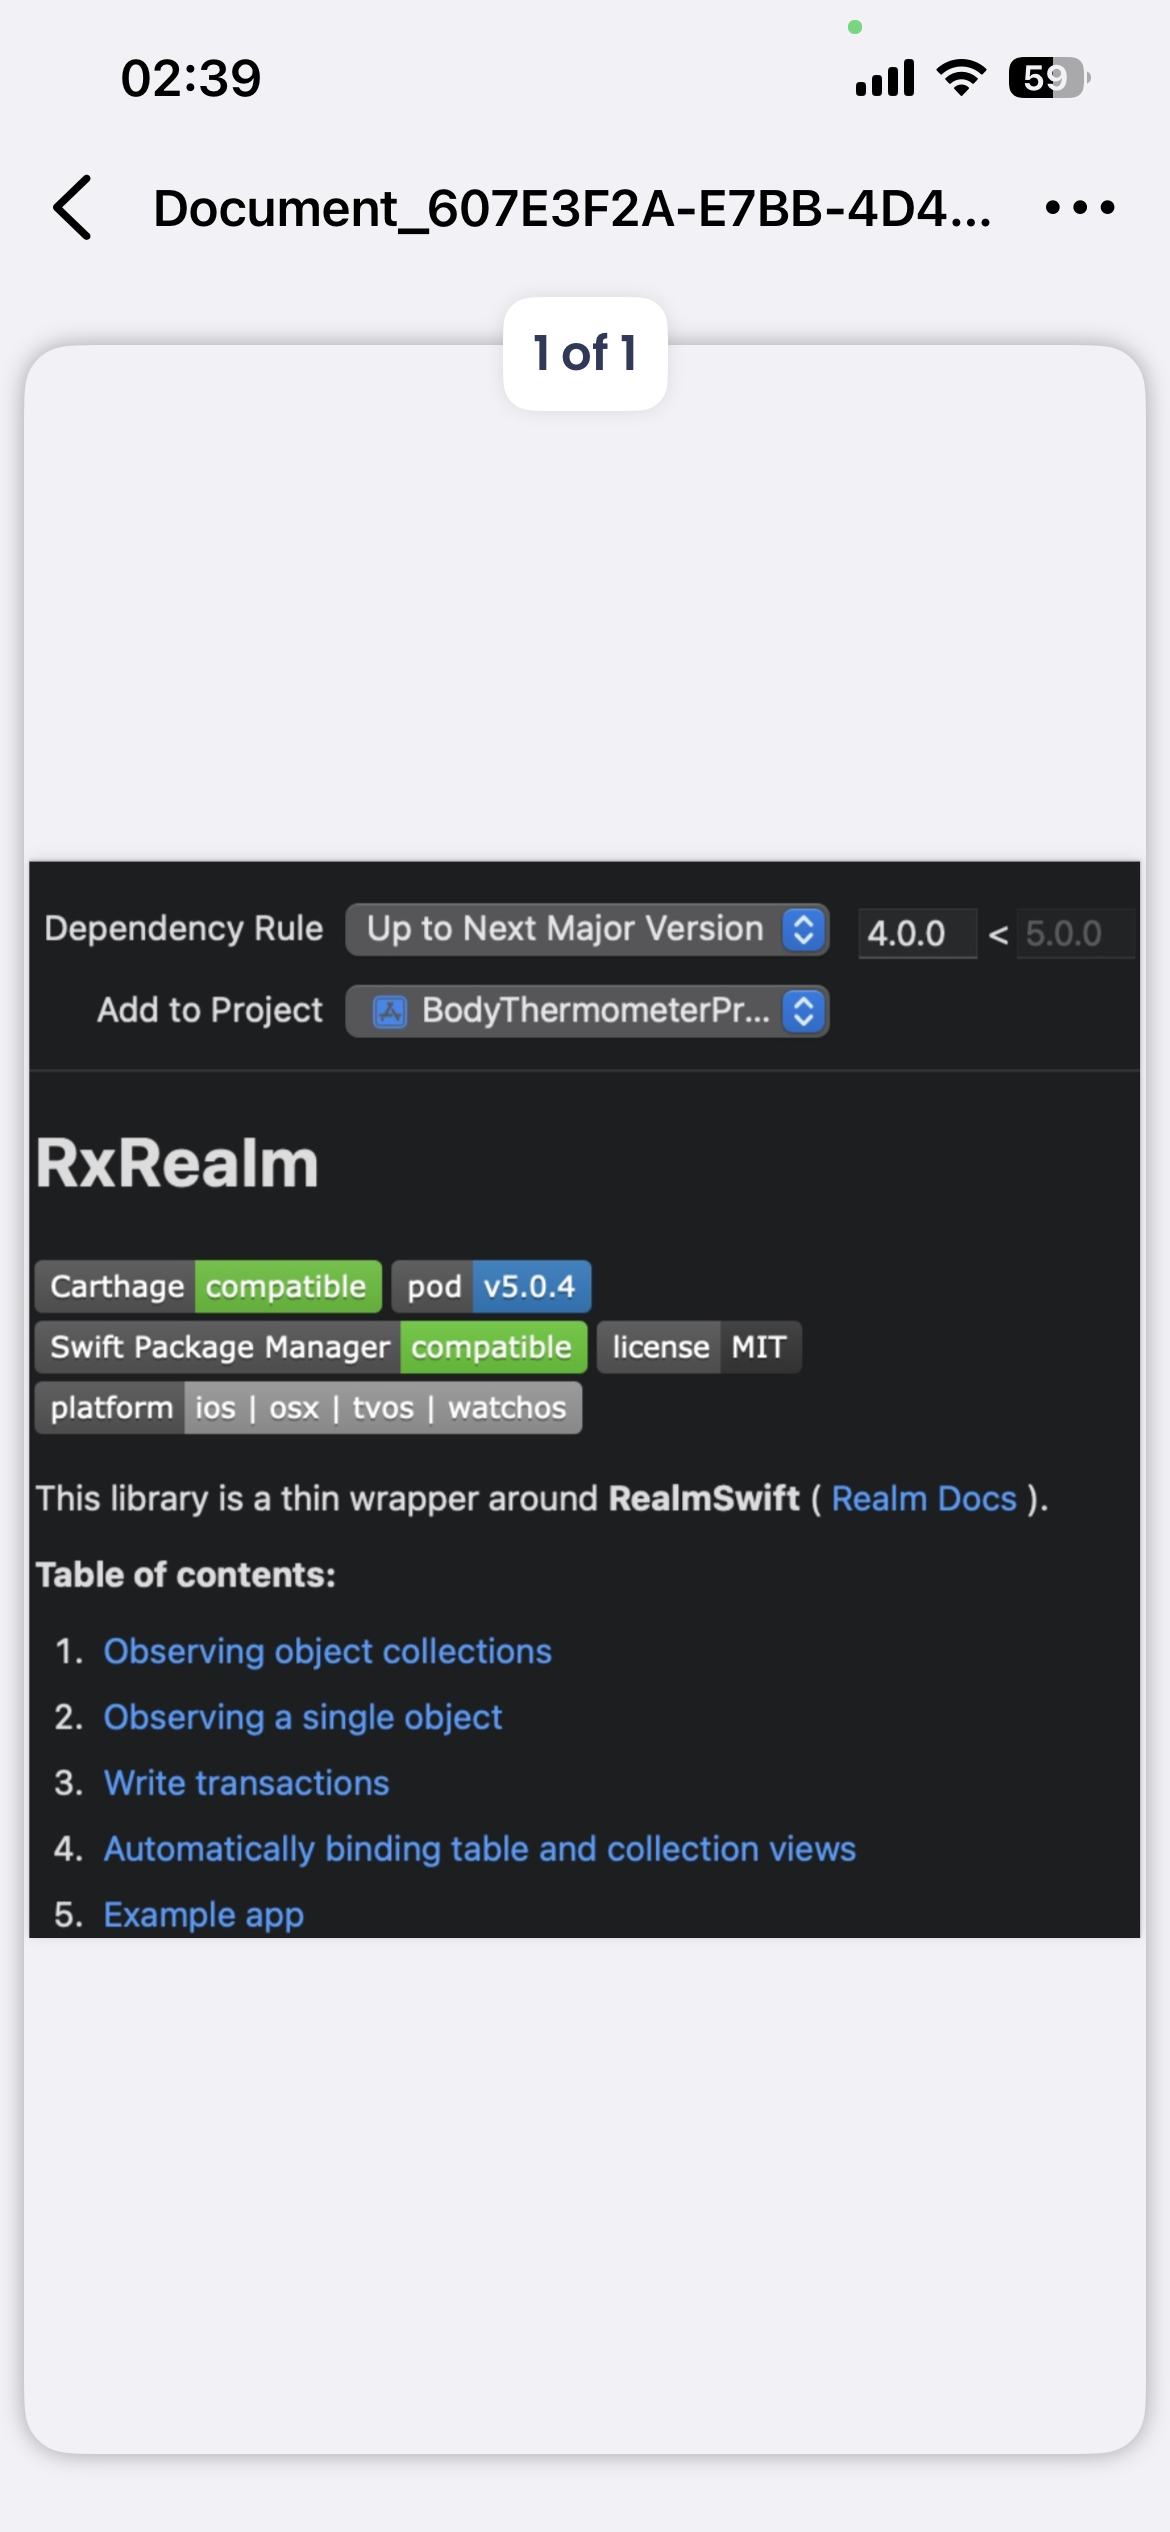 02:39
59
Document_607E3F2A-E7BB-4D4...
1 of 1
Dependency Rule Up to Next Major Version 4.0.0 < 5.0.0
Add to Project BodyThermometerPr...
RxRealm
Carthage compatible pod v5.0.4
Swift Package Manager compatible license MIT
platform ios | osx | tvos | watchos
This library is a thin wrapper around RealmSwift ( Realm Docs ).
Table of contents:
1. Observing object collections
2. Observing a single object
3. Write transactions
4. Automatically binding table and collection views
5. Example app